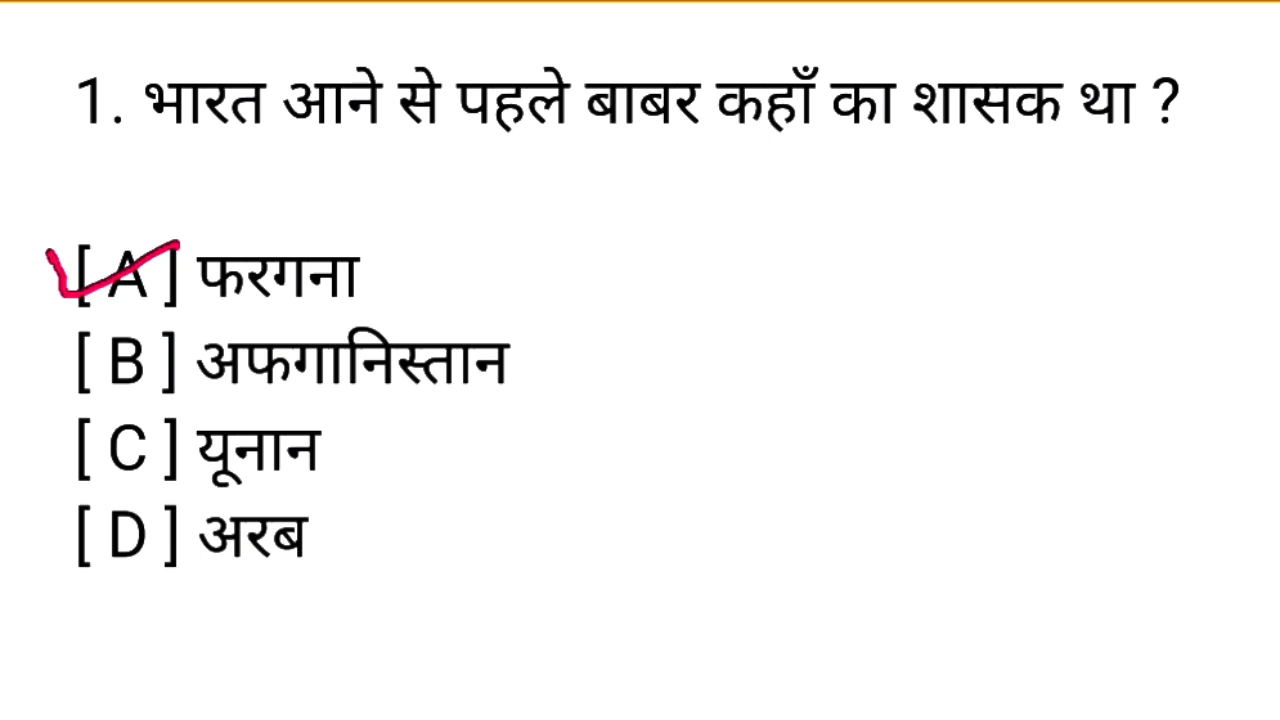 1. भारत आने से पहले बाबर कहाँ का शासक था ?
[ A ] फरगना
[ B ] अफगानिस्तान
[ C ] यूनान
[ D ] अरब